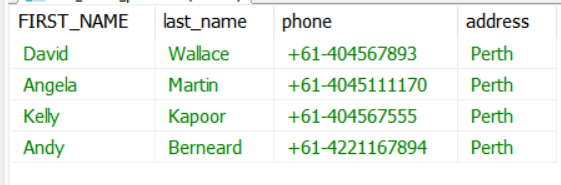 FIRST_NAME last_name phone address
David Wallace +61-404567893 Perth
Angela Martin +61-4045111170 Perth
Kelly Kapoor +61-404567555 Perth
Andy Berneard +61-4221167894 Perth